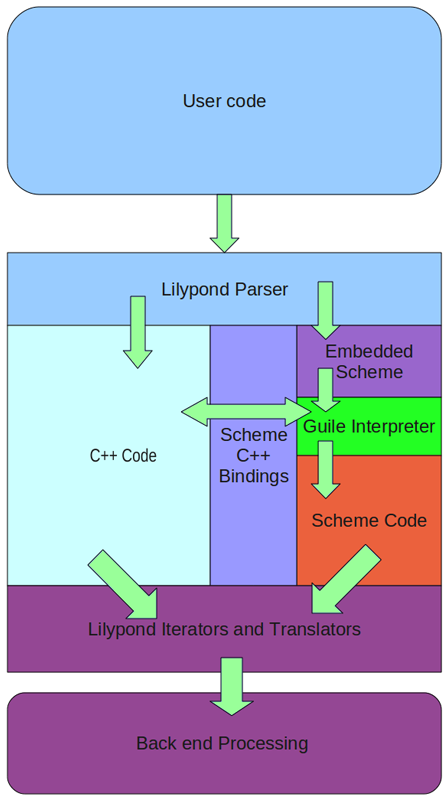 User code
Lilypond Parser
Embedded
Scheme
Guile Interpreter
Scheme
C++
Bindings
C++ Code
Scheme Code
Lilypond Iterators and Translators
Back end Processing